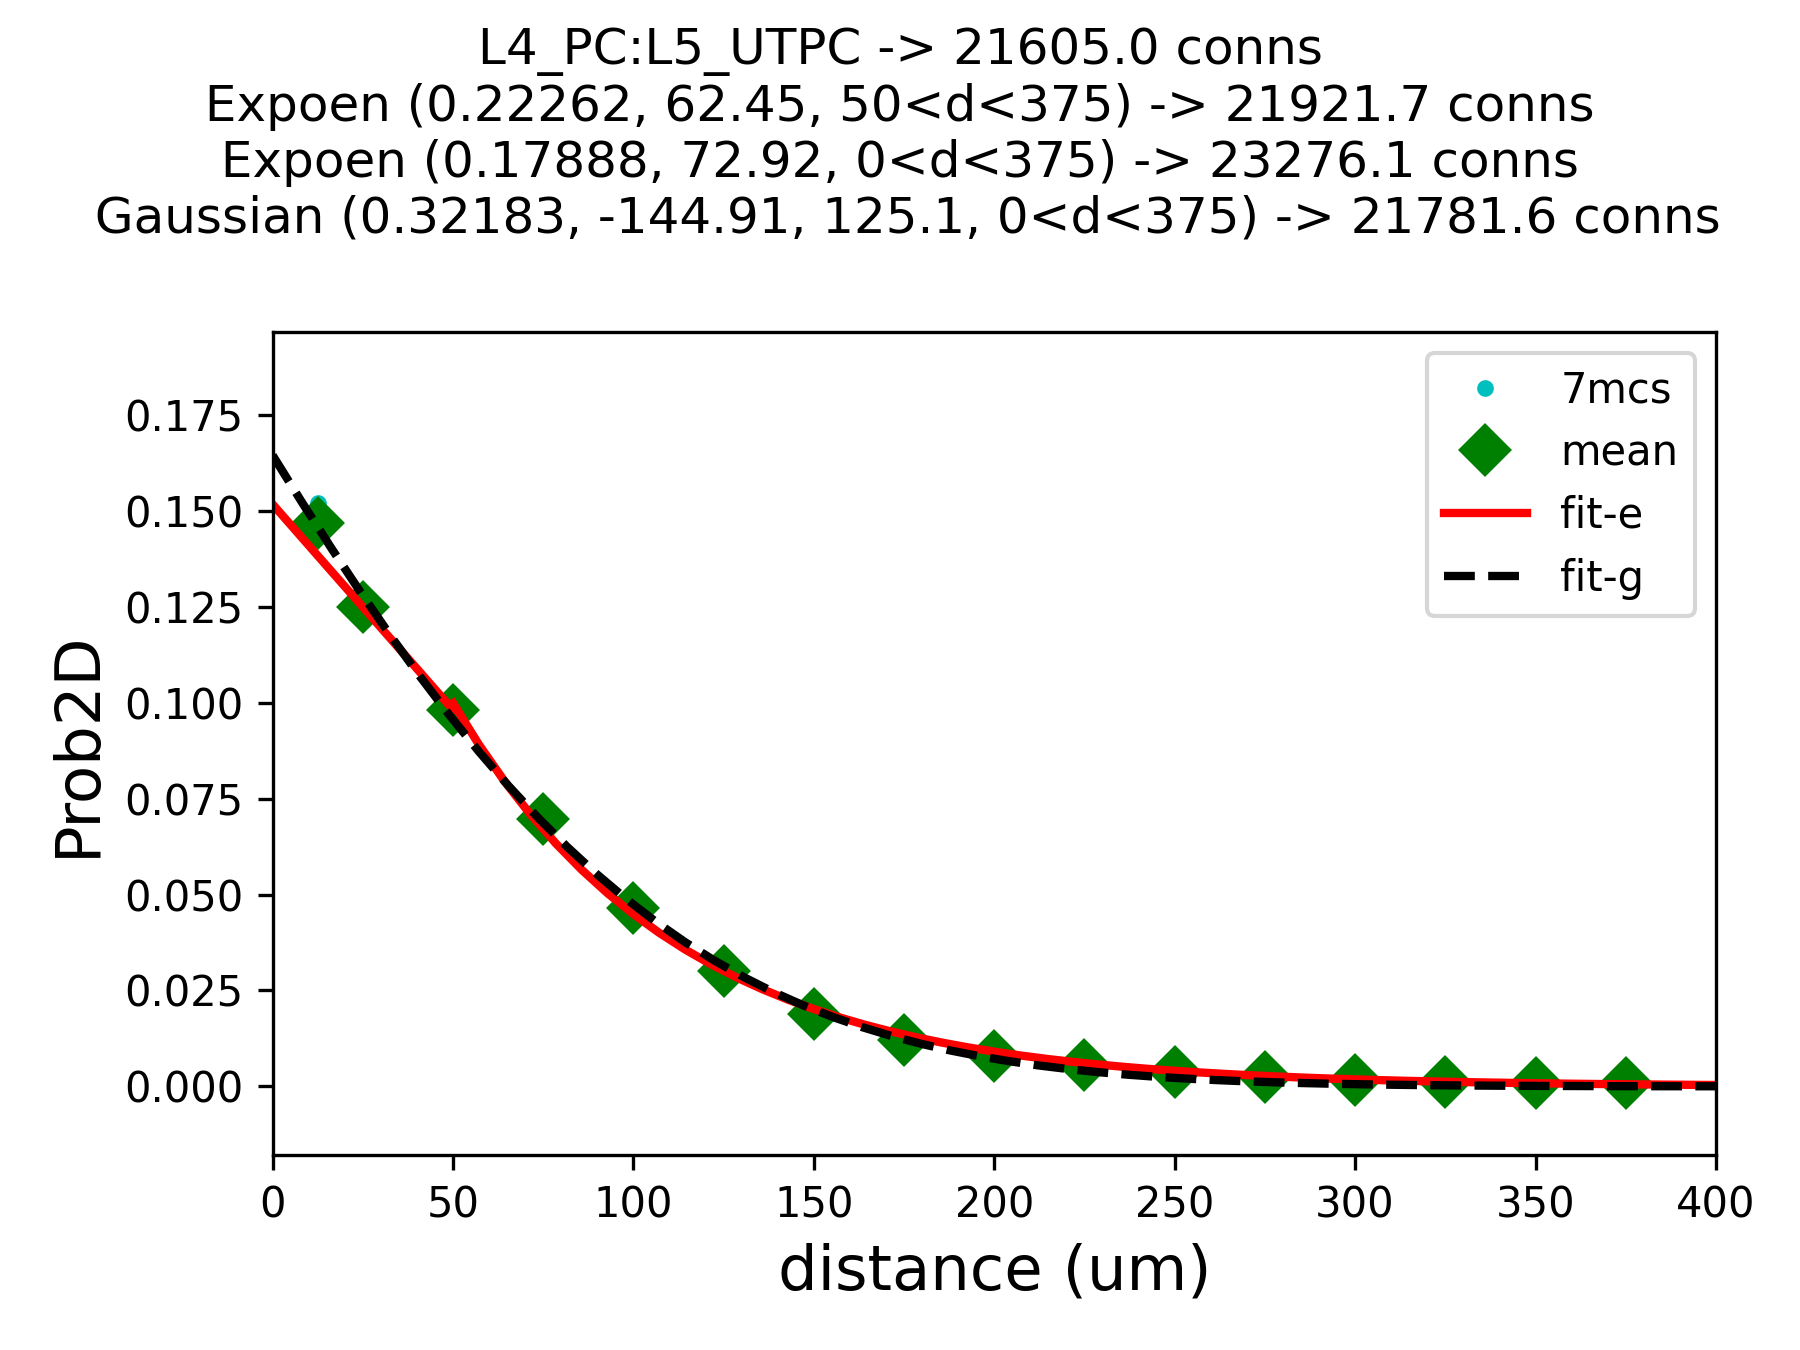 L4_PC:L5_UTPC -> 21605.0 conns
Expoen (0.22262, 62.45, 50<d<375) -> 21921.7 conns
Expoen (0.17888, 72.92, 0<d<375) -> 23276.1 conns
Gaussian (0.32183, -144.91, 125.1, 0<d<375) -> 21781.6 conns
7mcs
mean
fit-e
fit-g
Prob2D
0.175
0.150
0.125
0.100
0.075
0.050
0.025
0.000
0 50 100 150 200 250 300 350 400
distance (um)